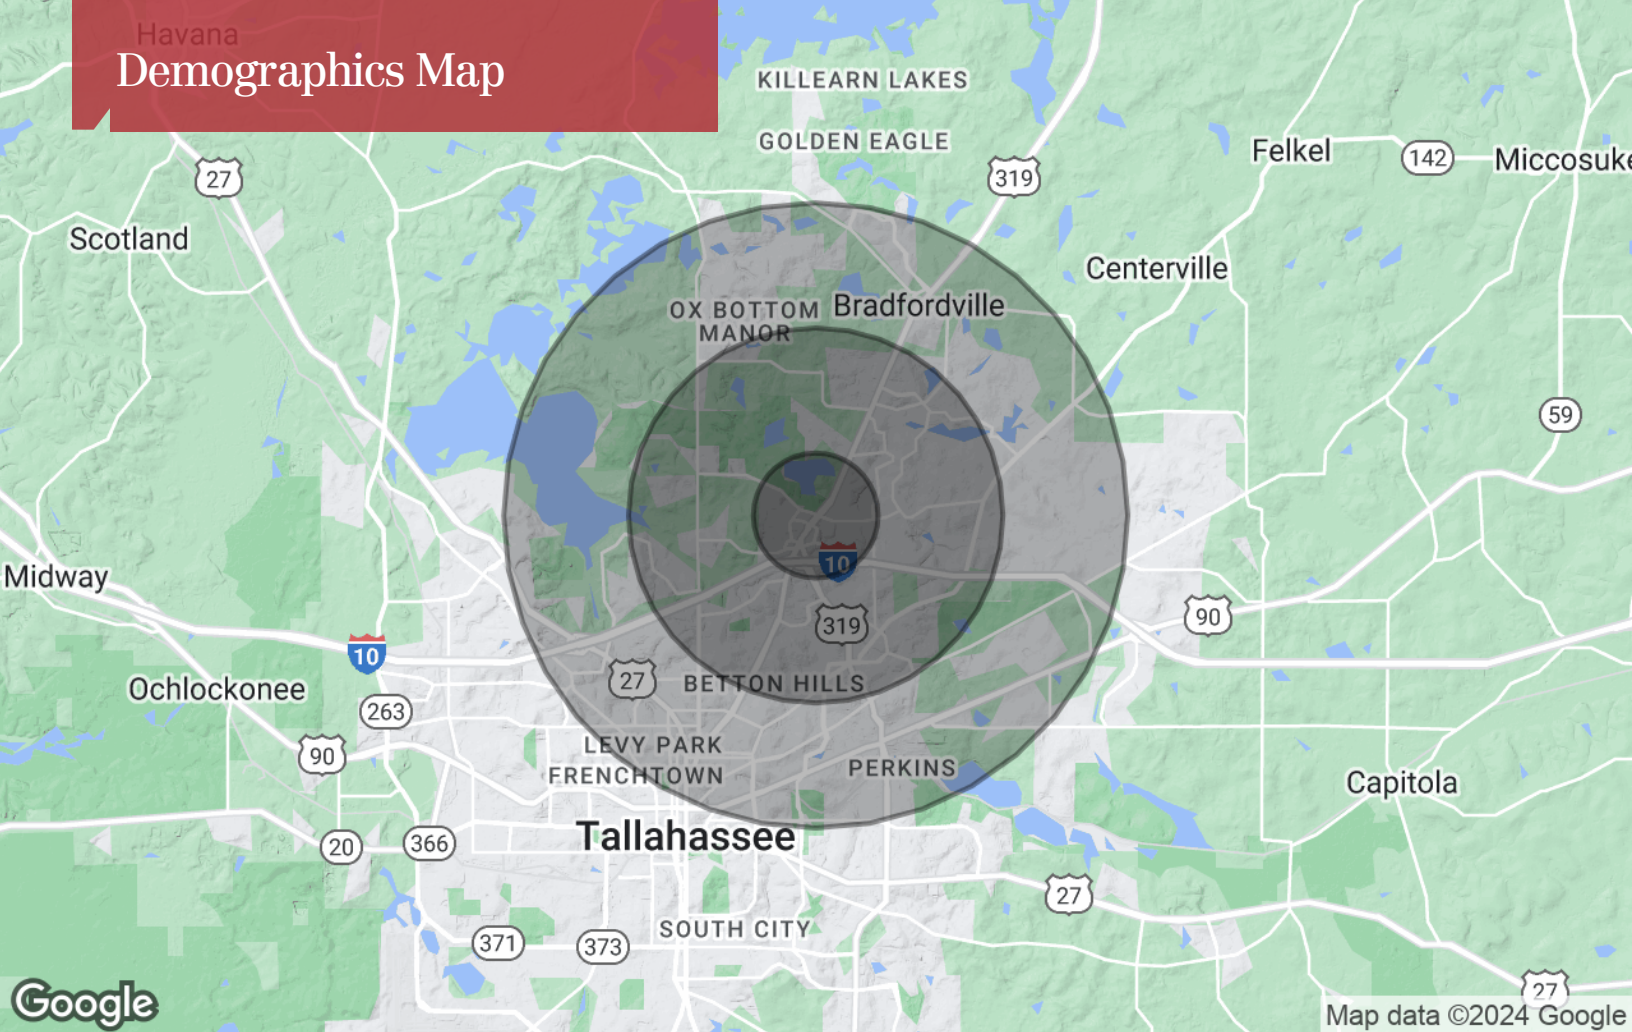 Havana
Demographics Map
KILLEARN LAKES
GOLDEN EAGLE
Felkel
142
Miccosuke
27
319
Scotland
Centerville
OX BOTTOM
MANOR
Bradfordville
59
10
Midway
90
319
10
27
BETTON HILLS
Ochlockonee
263
LEVY PARK
90
FRENCHTOWN
PERKINS
Capitola
Tallahassee
20
366
27
SOUTH CITY
371
373
27
Google
Map data ©2024 Google